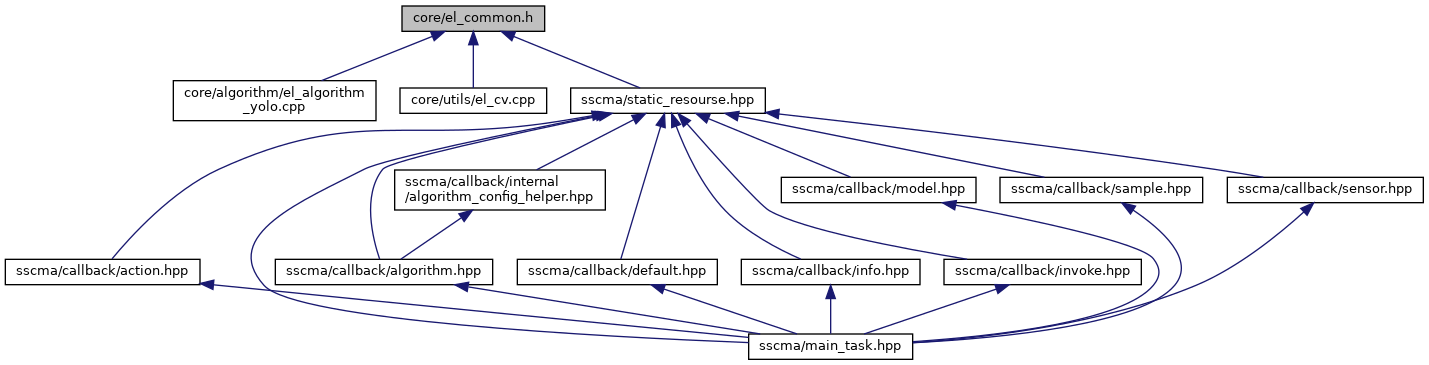 core/el_common.h
core/algorithm/el_algorithm
_yolo.cpp
core/utils/el_cv.cpp
sscma/static_resourse.hpp
sscma/callback/internal
/algorithm_config_helper.hpp
sscma/callback/model.hpp
sscma/callback/sample.hpp
sscma/callback/sensor.hpp
sscma/callback/action.hpp
sscma/callback/algorithm.hpp
sscma/callback/default.hpp
sscma/callback/info.hpp
sscma/callback/invoke.hpp
sscma/main_task.hpp